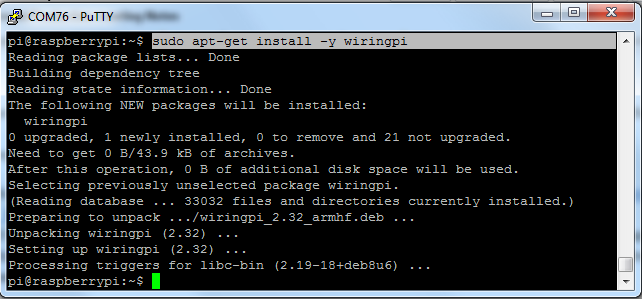 COM76 - PuTTY
pi@raspberrypi:~$ sudo apt-get install -y wiringpi
Reading package lists... Done
Building dependency tree
Reading state information... Done
The following NEW packages will be installed:
  wiringpi
0 upgraded, 1 newly installed, 0 to remove and 21 not upgraded.
Need to get 0 B/43.9 kB of archives.
After this operation, 0 B of additional disk space will be used.
Selecting previously unselected package wiringpi.
(Reading database ... 33032 files and directories currently installed.)
Preparing to unpack .../wiringpi_2.32_armhf.deb ...
Unpacking wiringpi (2.32) ...
Setting up wiringpi (2.32) ...
Processing triggers for libc-bin (2.19-18+deb8u6) ...
pi@raspberrypi:~$